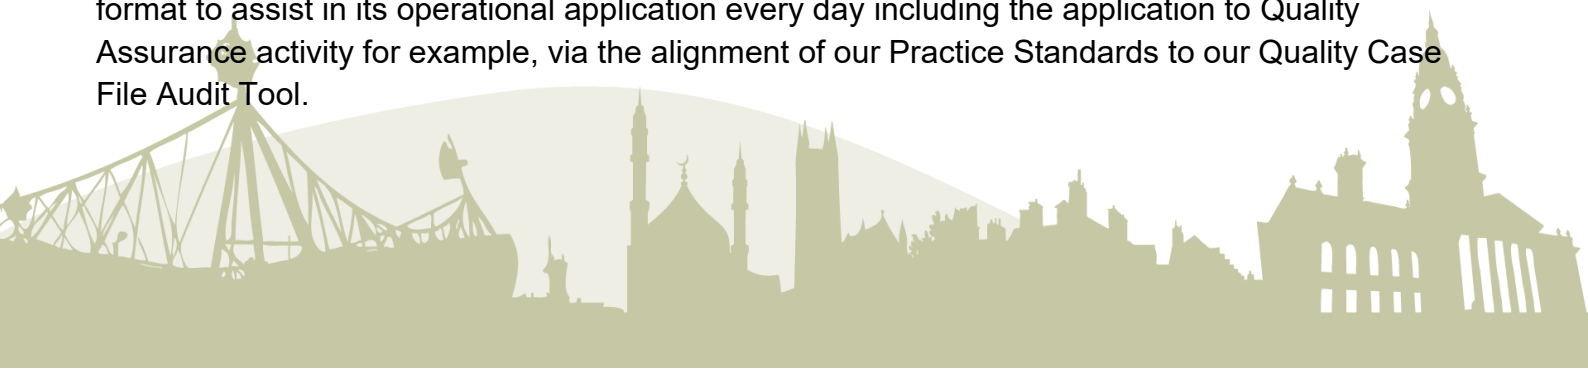 format to assist in its operational application every day including the application to Quality
Assurance activity for example, via the alignment of our Practice Standards to our Quality Case
File Audit Tool.